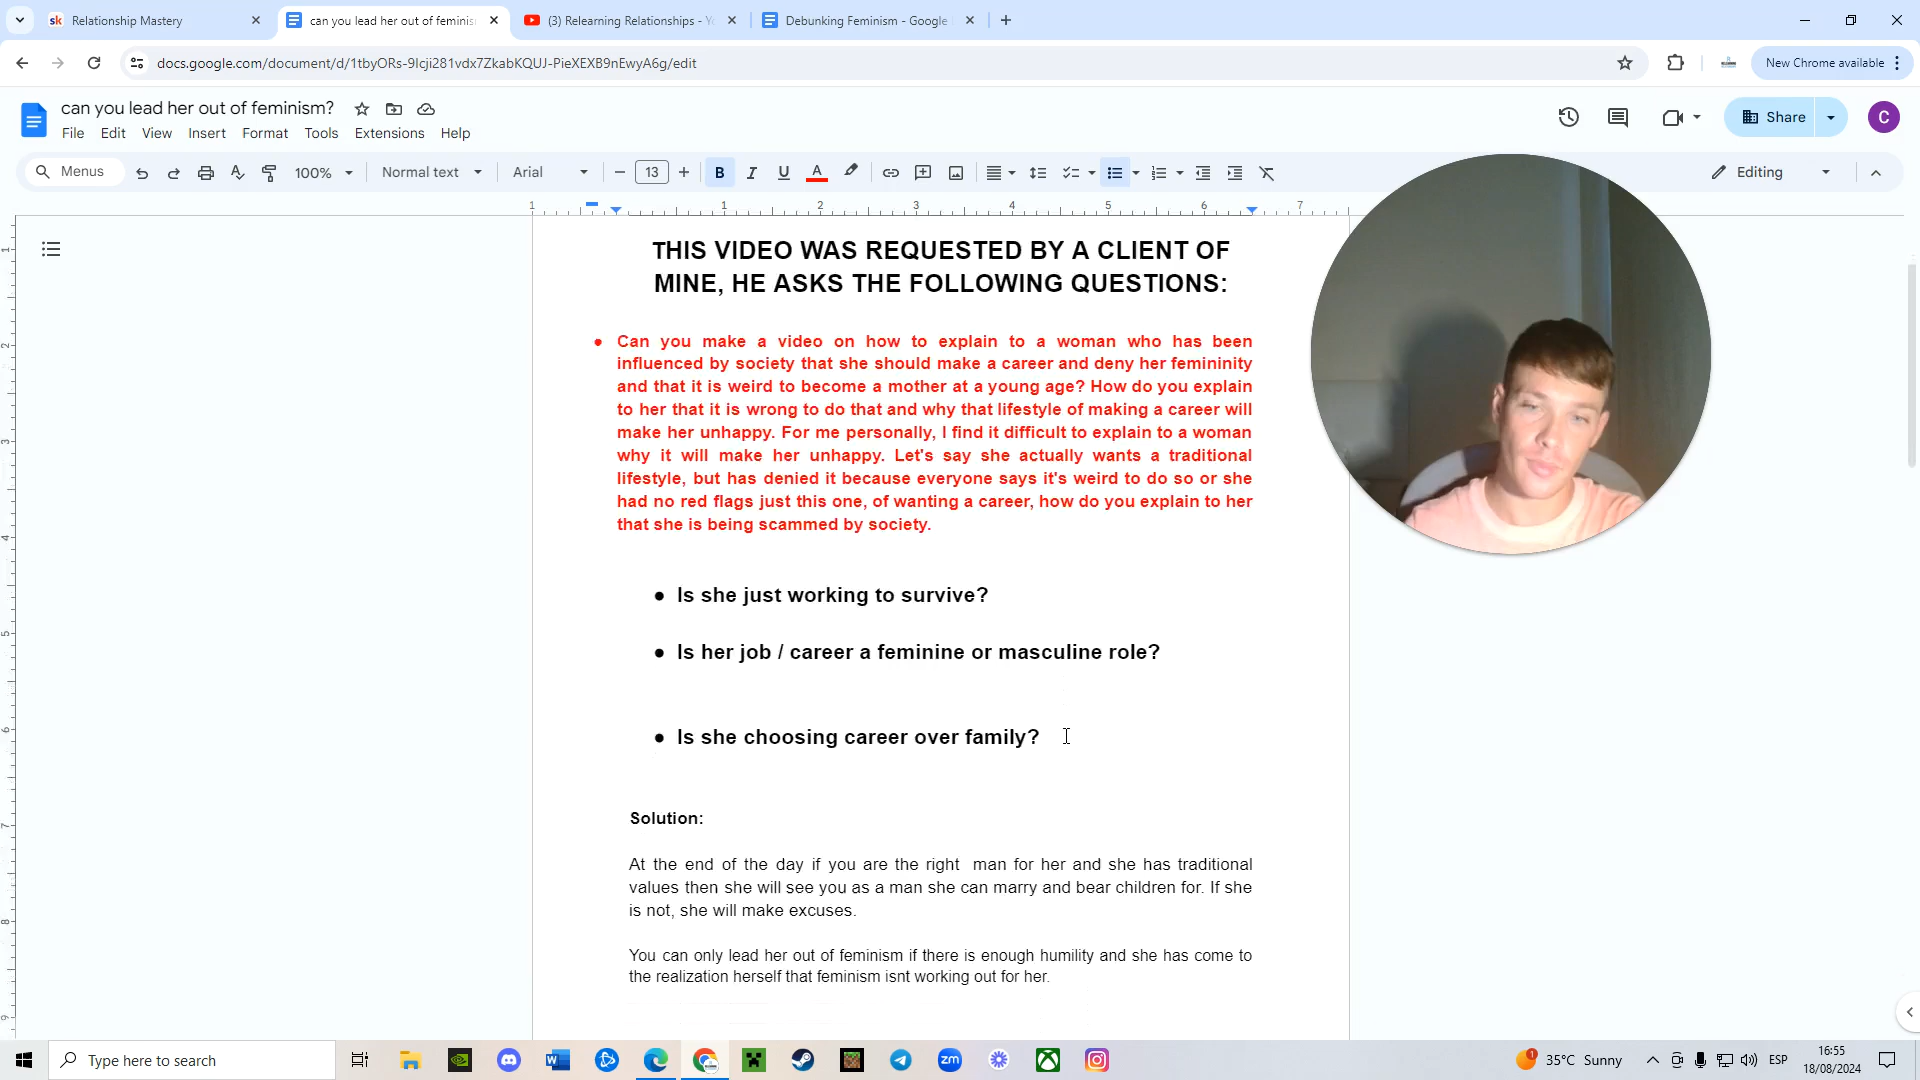 Relationship Mastery
can you lead her out of feminis
(3) Relearning Relationships - Y
Debunking Feminism - Google
docs.google.com/document/d/1tbyORs-9Icji281vdx7ZkabKQUJ-PieXEXB9nEwyA6g/edit
New Chrome available
can you lead her out of feminism?
File Edit View Insert Format Tools Extensions Help
Share
C
Menus
100%
Normal text
Arial
13
Editing
1 1 2 3 4 5 6 7
THIS VIDEO WAS REQUESTED BY A CLIENT OF
MINE, HE ASKS THE FOLLOWING QUESTIONS:
● Can you make a video on how to explain to a woman who has been
influenced by society that she should make a career and deny her femininity
and that it is weird to become a mother at a young age? How do you explain
to her that it is wrong to do that and why that lifestyle of making a career will
make her unhappy. For me personally, I find it difficult to explain to a woman
why it will make her unhappy. Let's say she actually wants a traditional
lifestyle, but has denied it because everyone says it's weird to do so or she
had no red flags just this one, of wanting a career, how do you explain to her
that she is being scammed by society.
● Is she just working to survive?
● Is her job / career a feminine or masculine role?
● Is she choosing career over family?
Solution:
At the end of the day if you are the right man for her and she has traditional
values then she will see you as a man she can marry and bear children for. If she
is not, she will make excuses.
You can only lead her out of feminism if there is enough humility and she has come to
the realization herself that feminism isnt working out for her.
Type here to search
35°C Sunny
ESP
16:55
18/08/2024